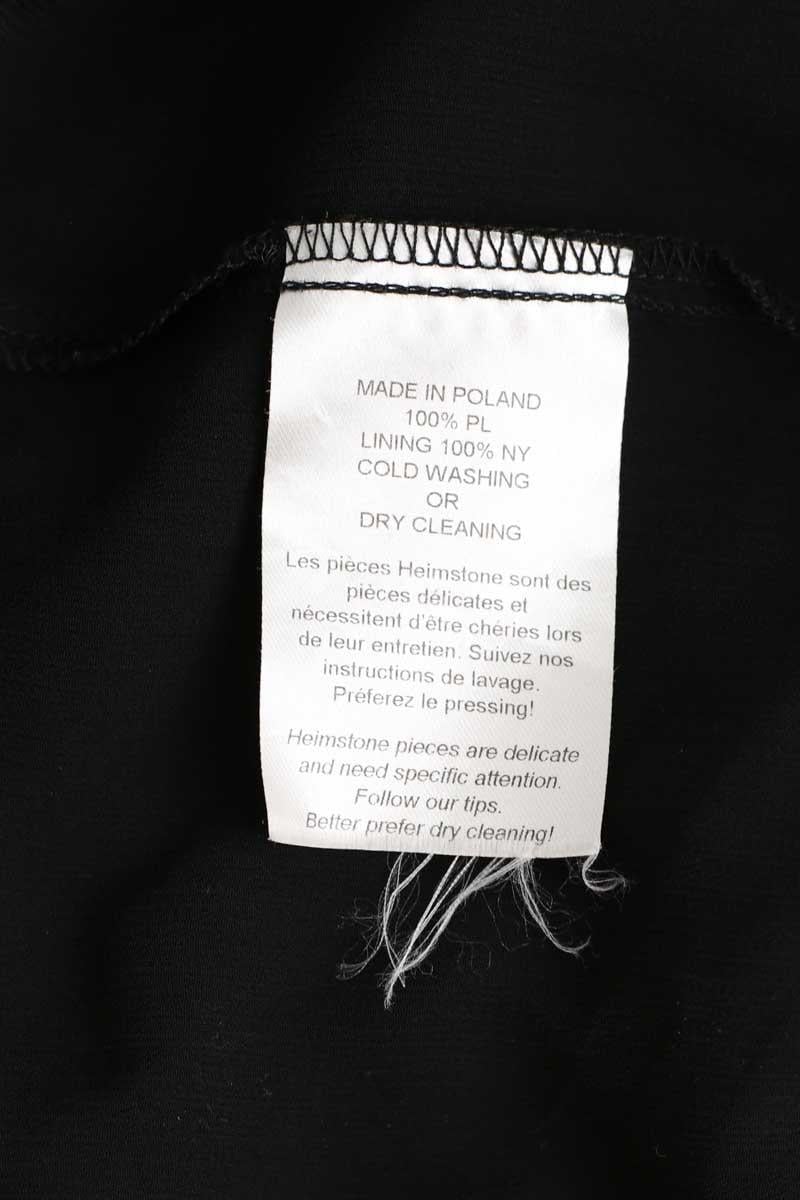 MADE IN POLAND
100% PL
LINING 100% NY
COLD WASHING
OR
DRY CLEANING
Les pièces Heimstone sont des
pièces délicates et
nécessitent d'être chéries lors
de leur entretien. Suivez nos
instructions de lavage.
Préferez le pressing!
Heimstone pieces are delicate
and need specific attention.
Follow our tips.
Better prefer dry cleaning!